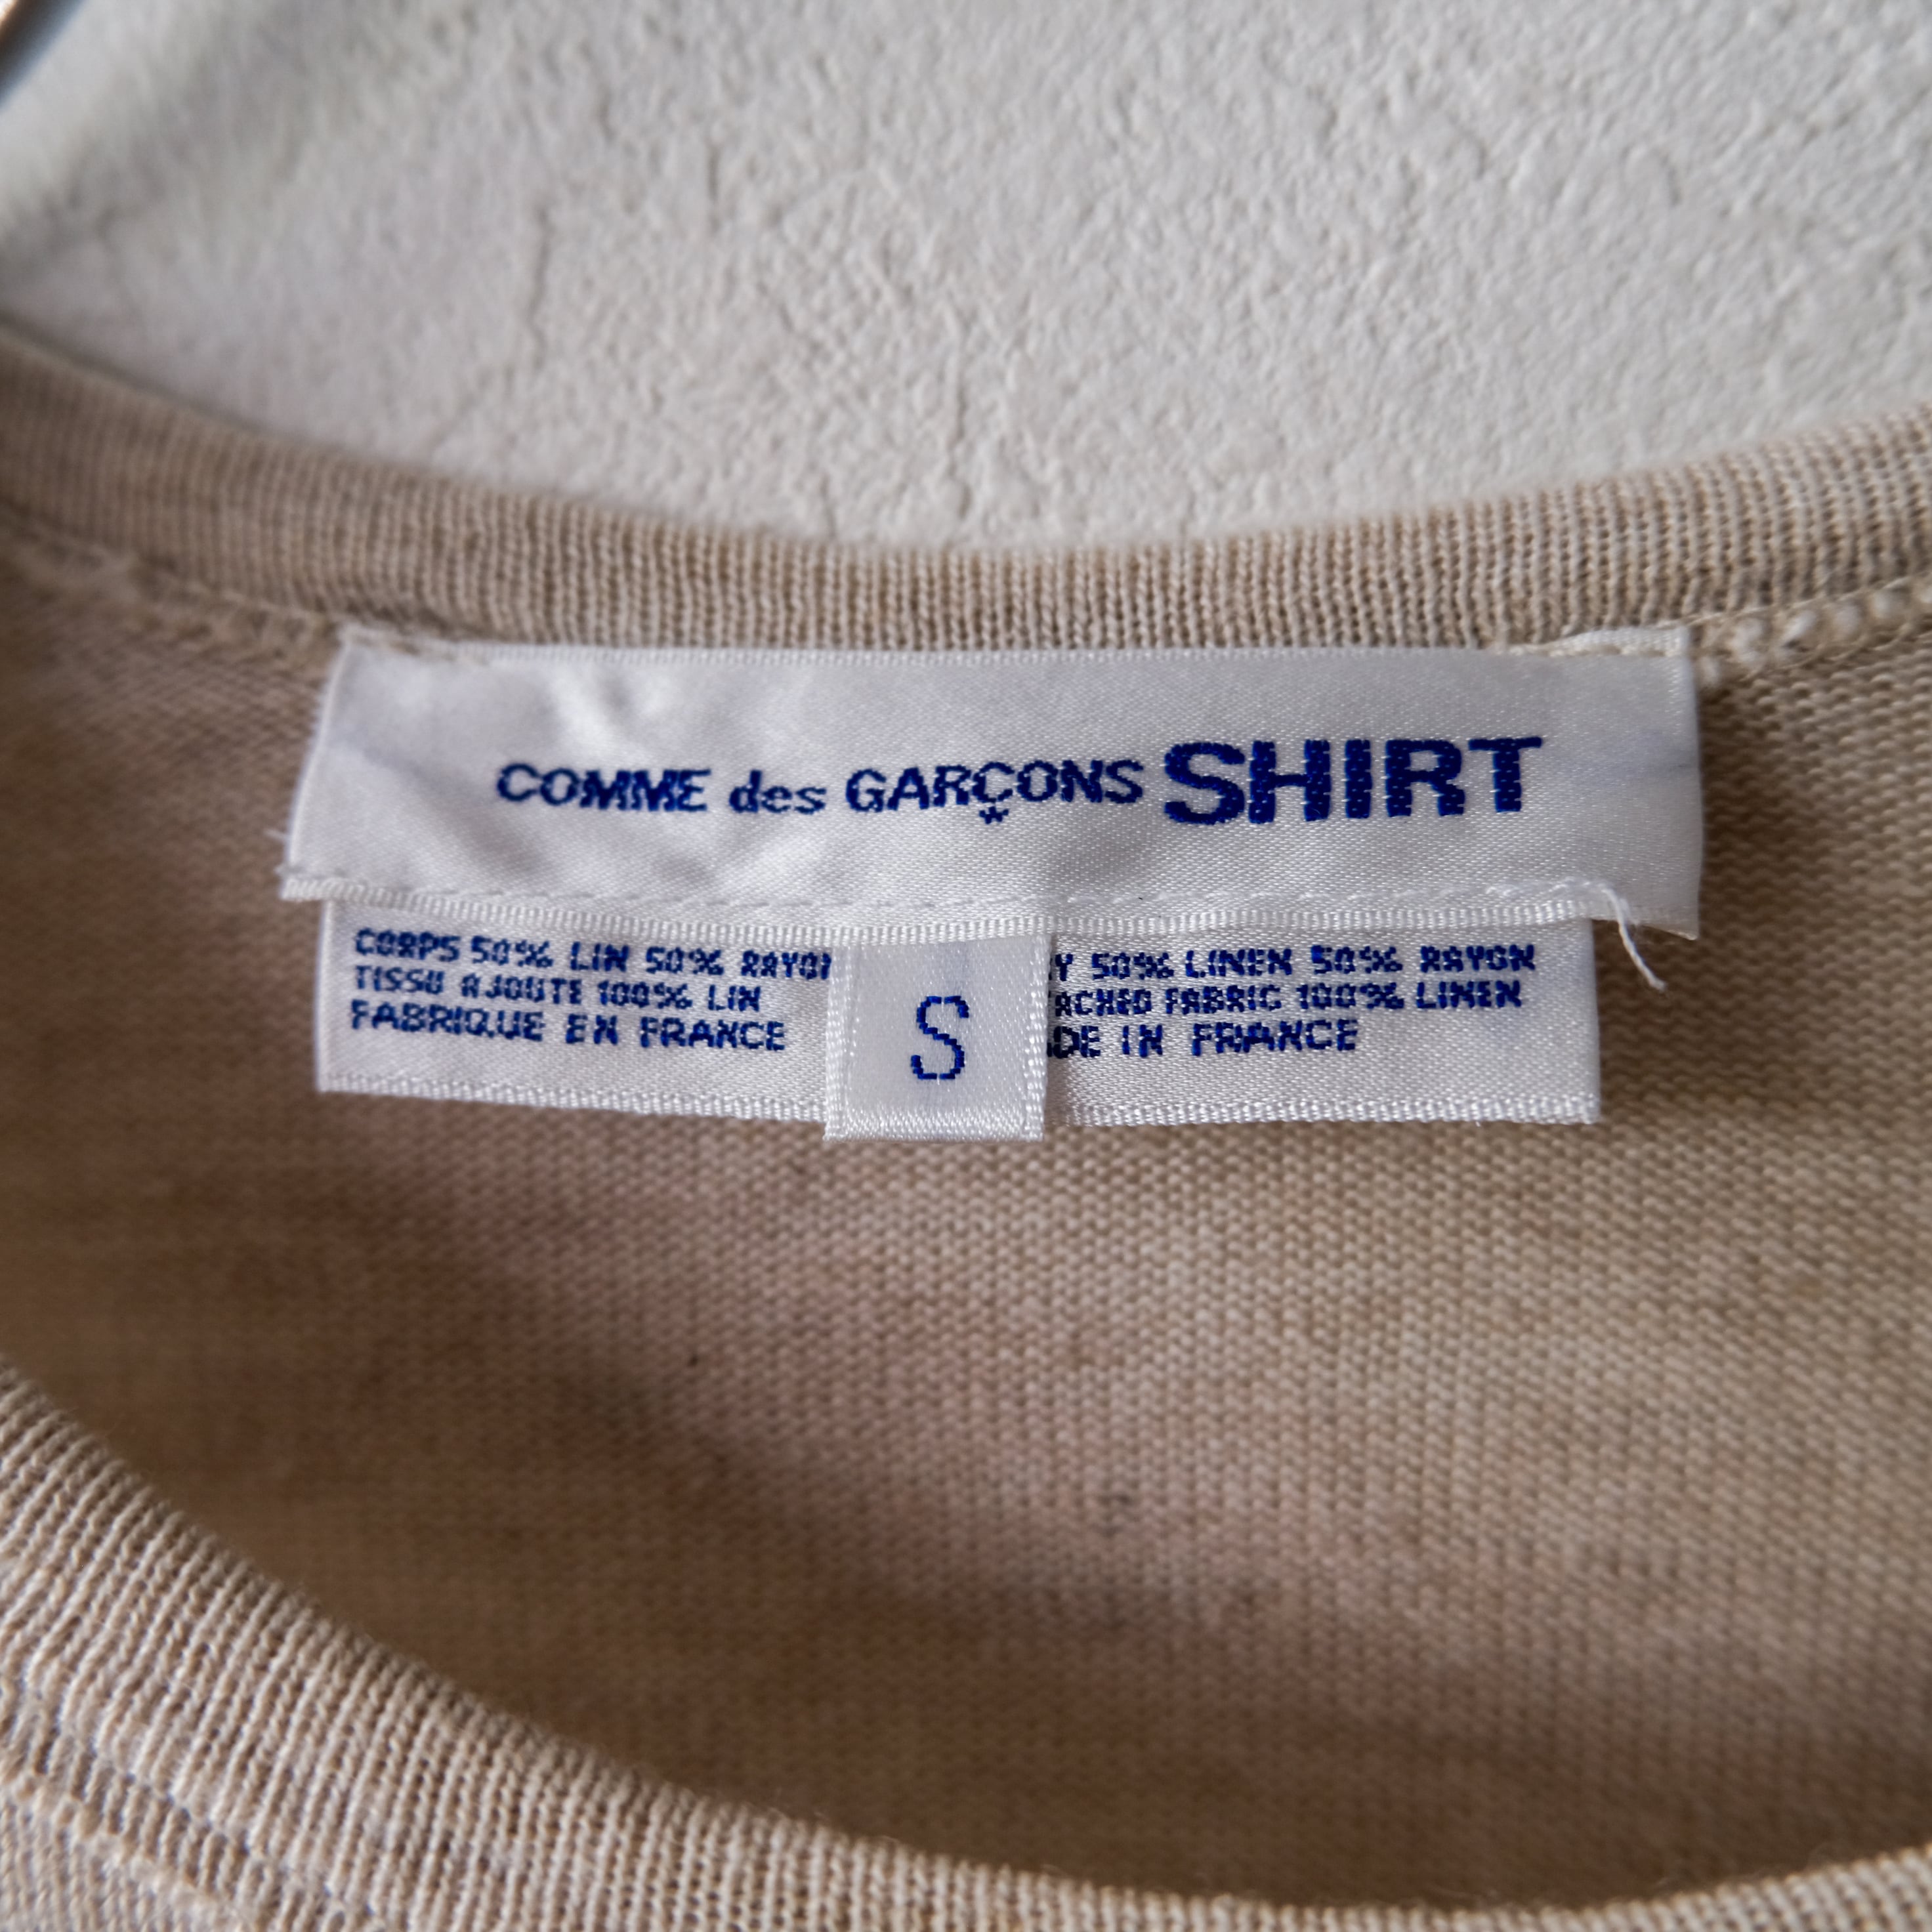 COMME des GARÇONS SHIRT
CORPS 50% LIN 50% RAYON
TISSU AJOUTE 100% LIN
FABRIQUE EN FRANCE
S
50% LINEN 50% RAYON
FABRIC 100% LINEN
IN FRANCE